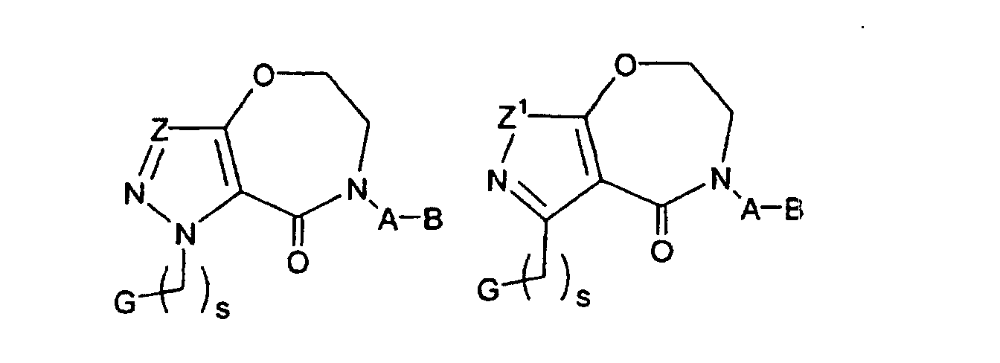 O O
Z Z¹
N N N N
A—B A—B
N
O O
G ( ) s G ( ) s